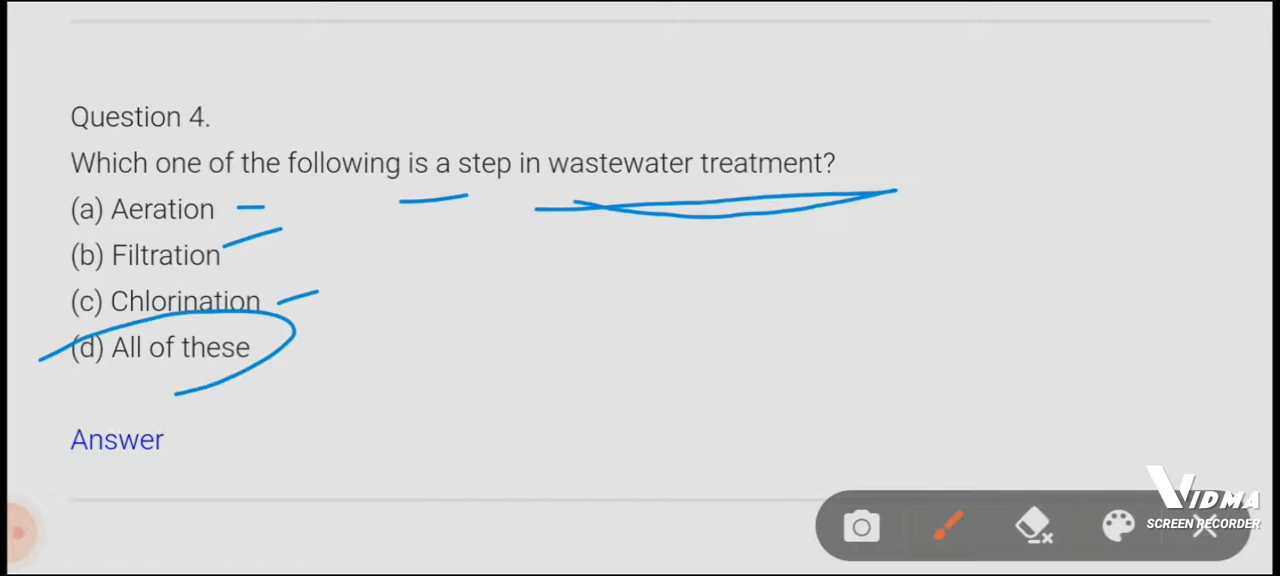 Question 4.
Which one of the following is a step in wastewater treatment?
(a) Aeration
(b) Filtration
(c) Chlorination
(d) All of these
Answer
VIDMA
SCREEN RECORDER